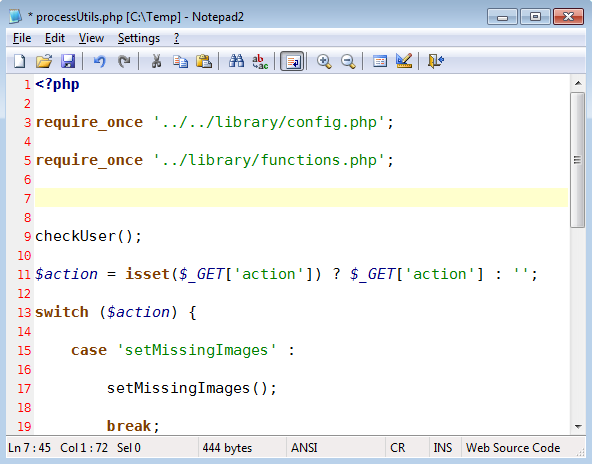 * processUtils.php [C:\Temp] - Notepad2
File Edit View Settings ?
1 <?php
2
3 require_once '../../library/config.php';
4
5 require_once '../library/functions.php';
6
7
8
9 checkUser();
10
11 $action = isset($_GET['action']) ? $_GET['action'] : '';
12
13 switch ($action) {
14
15 case 'setMissingImages' :
16
17 setMissingImages();
18
19 break;
Ln 7 : 45 Col 1 : 72 Sel 0 444 bytes ANSI CR INS Web Source Code